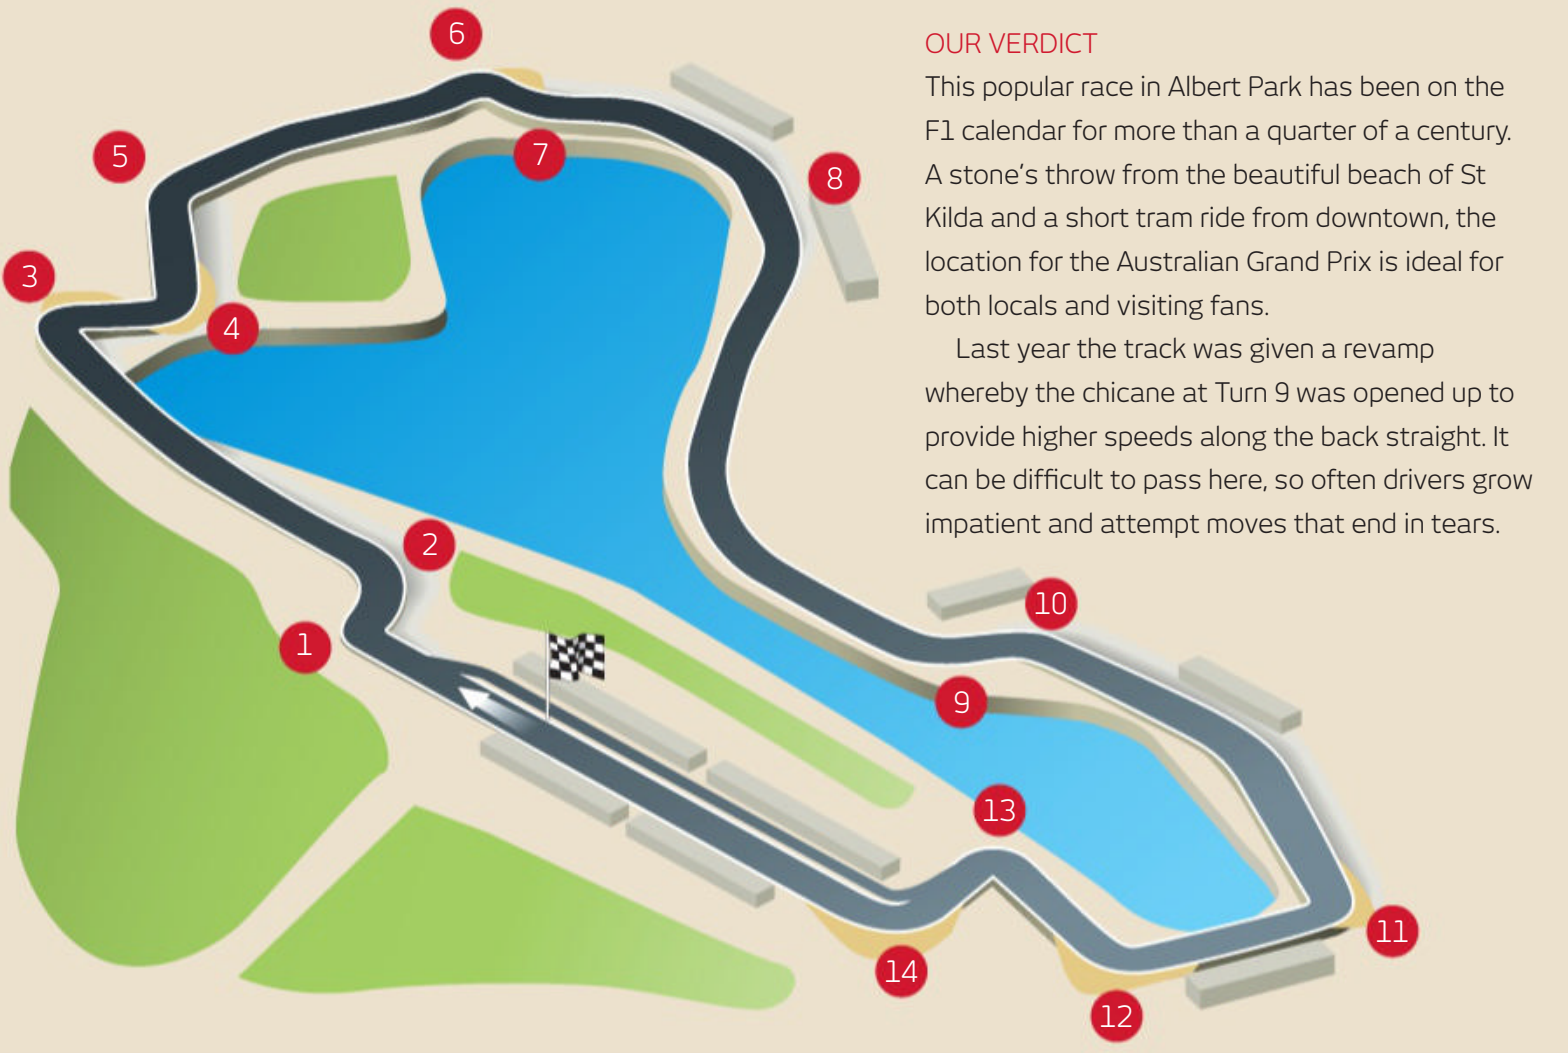 OUR VERDICT
This popular race in Albert Park has been on the
F1 calendar for more than a quarter of a century.
A stone's throw from the beautiful beach of St
Kilda and a short tram ride from downtown, the
location for the Australian Grand Prix is ideal for
both locals and visiting fans.
Last year the track was given a revamp
whereby the chicane at Turn 9 was opened up to
provide higher speeds along the back straight. It
can be difficult to pass here, so often drivers grow
impatient and attempt moves that end in tears.
6
7
5
8
3
4
2
1
10
9
13
11
14
12